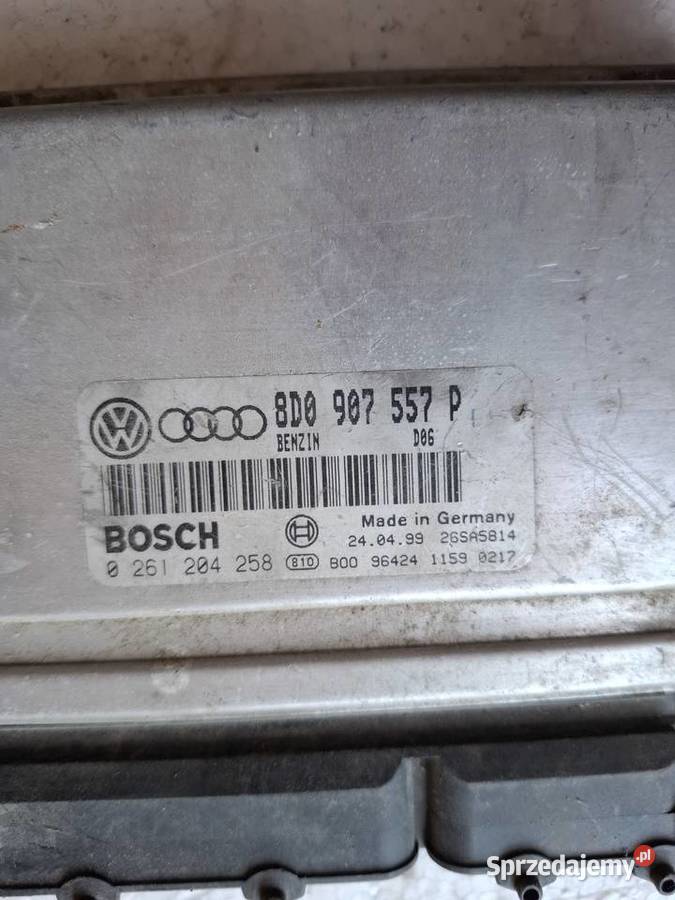 8D0 907 557 P
BENZIN D06
BOSCH
Made in Germany
24.04.99 26SA5814
0 261 204 258 810 B00 96424 1159 0217
Sprzedajemy.pl